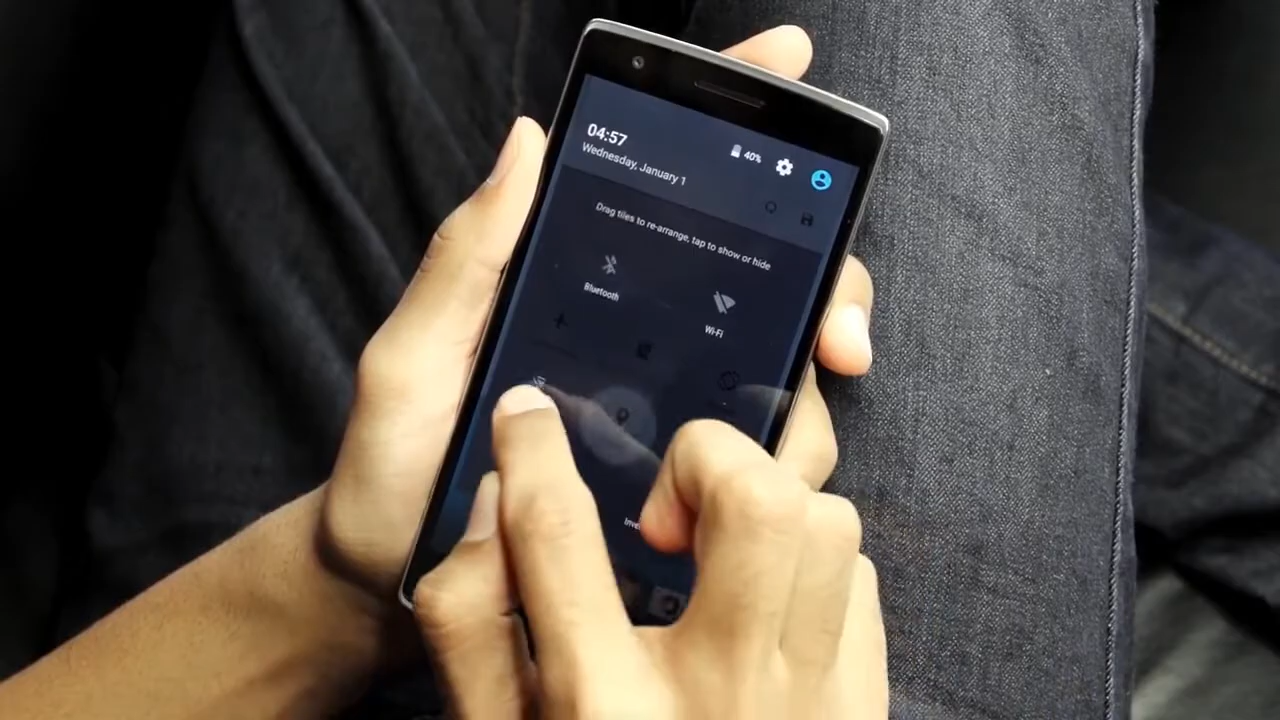 04:57
40%
Wednesday, January 1
Drag tiles to re-arrange, tap to show or hide
Bluetooth
Wi-Fi